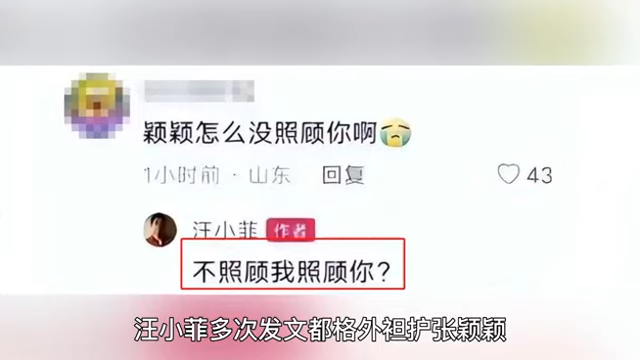 颖颖怎么没照顾你啊😭
1小时前·山东 回复 43
汪小菲 作者
不照顾我照顾你？
汪小菲多次发文都格外袒护张颖颖